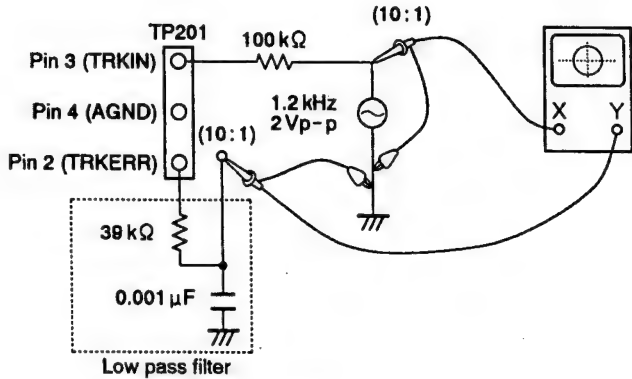 TP201
(10:1)
100 kΩ
Pin 3 (TRKIN)
Pin 4 (AGND)
1.2 kHz
2 Vp-p
X Y
(10:1)
Pin 2 (TRKERR)
39 kΩ
0.001 μF
Low pass filter